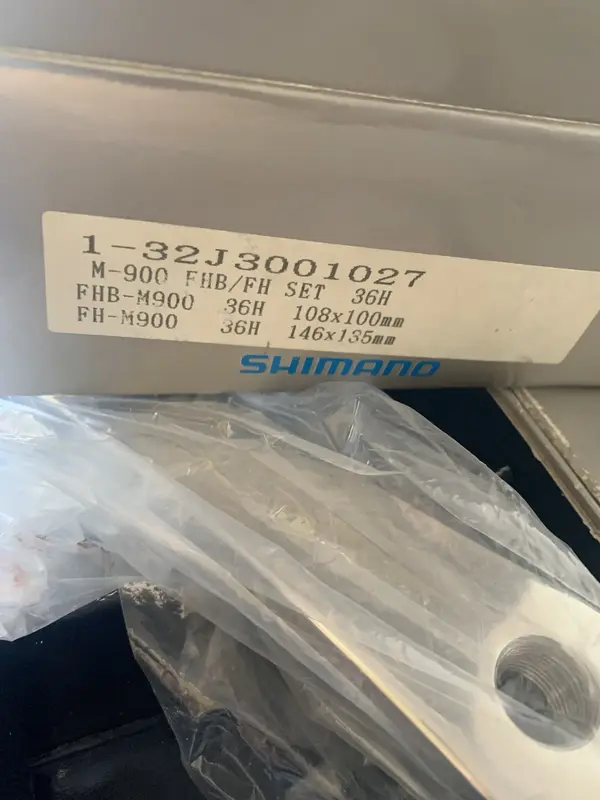 1-32J3001027
M-900 FHB/FH SET 36H
FHB-M900 36H 108x100mm
FH-M900 36H 146x135mm
SHIMANO